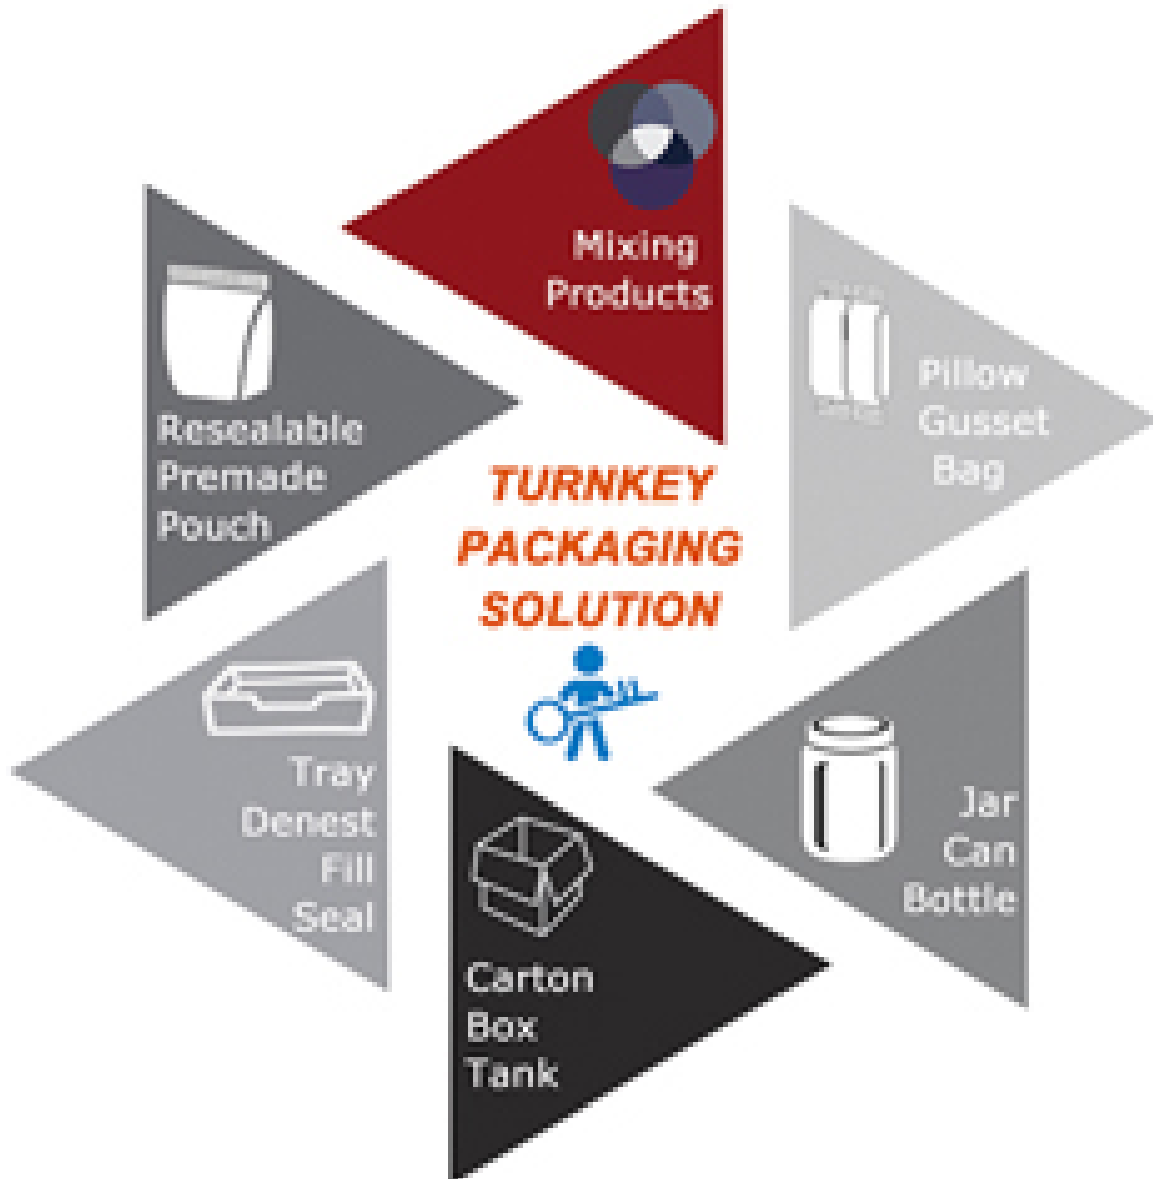 Mixing
Products
Pillow
Gusset
Bag
Resealable
Premade
Pouch
TURNKEY
PACKAGING
SOLUTION
Tray
Denest
Fill
Seal
Jar
Can
Bottle
Carton
Box
Tank